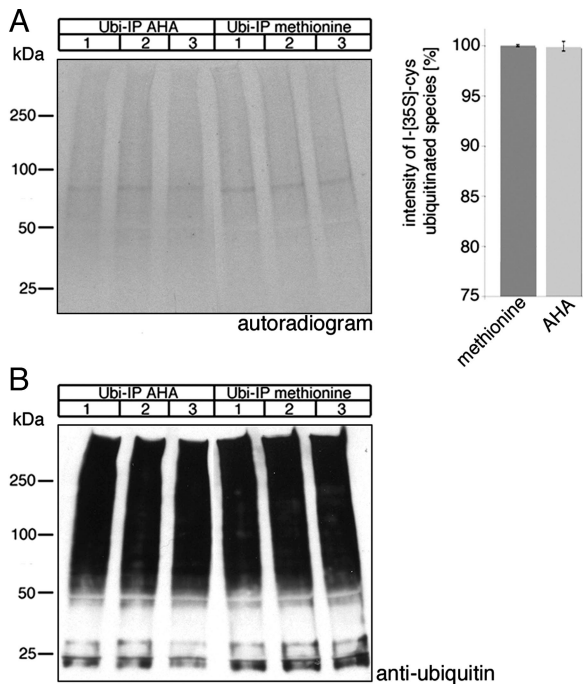 A
Ubi-IP AHA Ubi-IP methionine
1 2 3 1 2 3
kDa
250
100
50
25
autoradiogram
intensity of l-[35S]-cys
ubiquitinated species [%]
100
95
90
85
80
75
methionine
AHA
B
Ubi-IP AHA Ubi-IP methionine
1 2 3 1 2 3
kDa
250
100
50
25
anti-ubiquitin